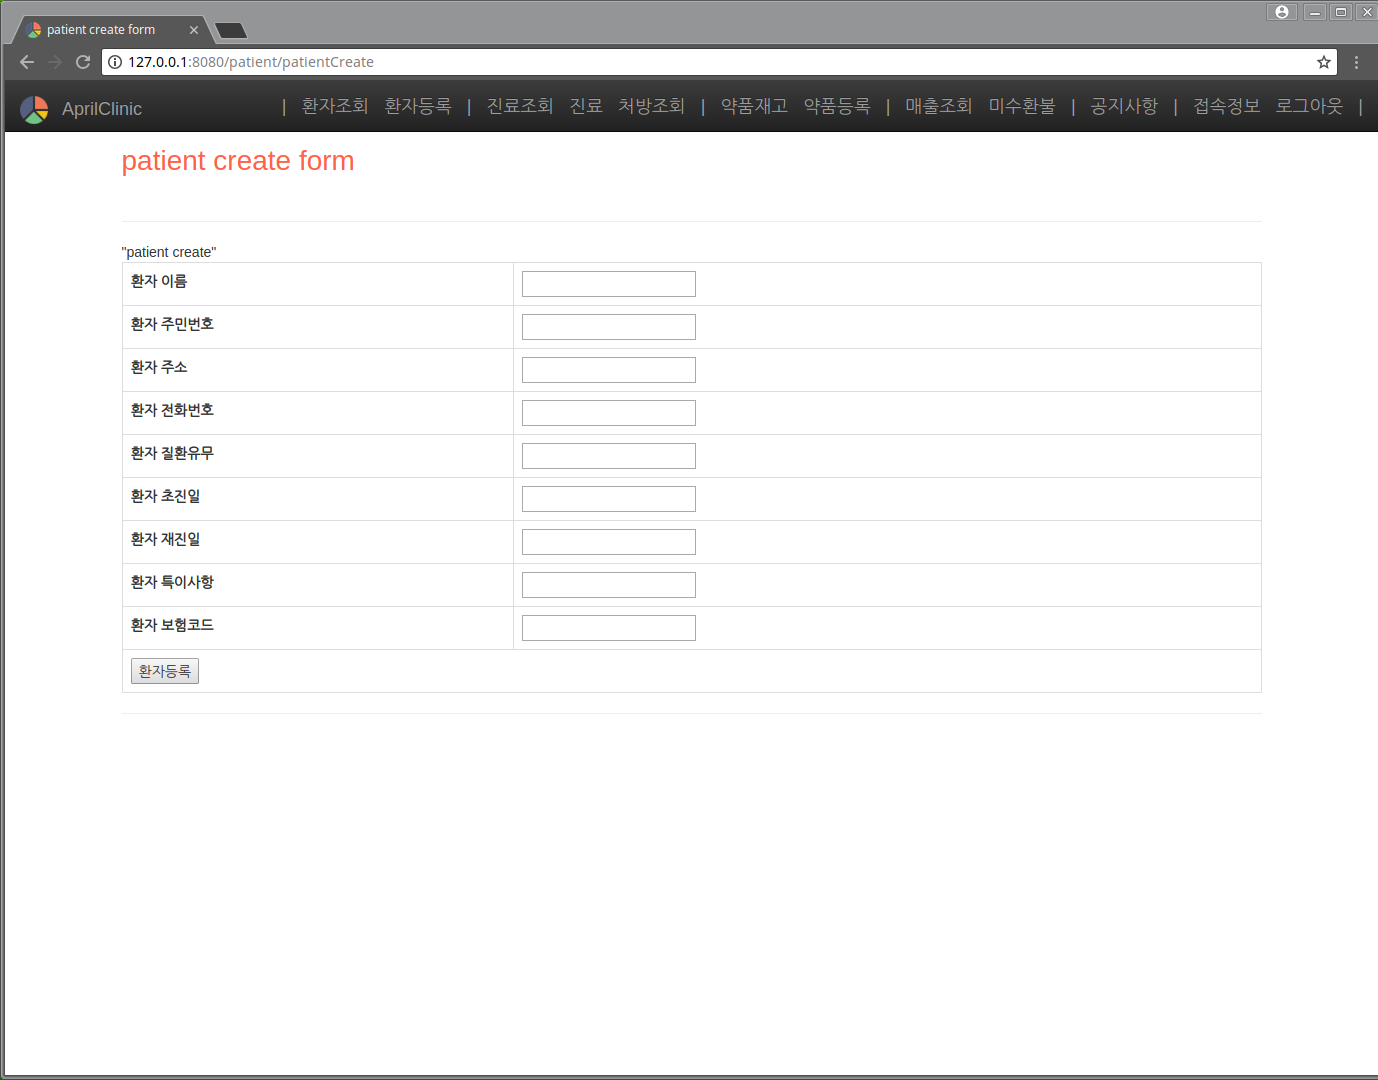 patient create form
127.0.0.1:8080/patient/patientCreate
AprilClinic | 환자조회 환자등록 | 진료조회 진료 처방조회 | 약품재고 약품등록 | 매출조회 미수환불 | 공지사항 | 접속정보 로그아웃 |
patient create form
"patient create"
환자 이름
환자 주민번호
환자 주소
환자 전화번호
환자 질환유무
환자 초진일
환자 재진일
환자 특이사항
환자 보험코드
환자등록